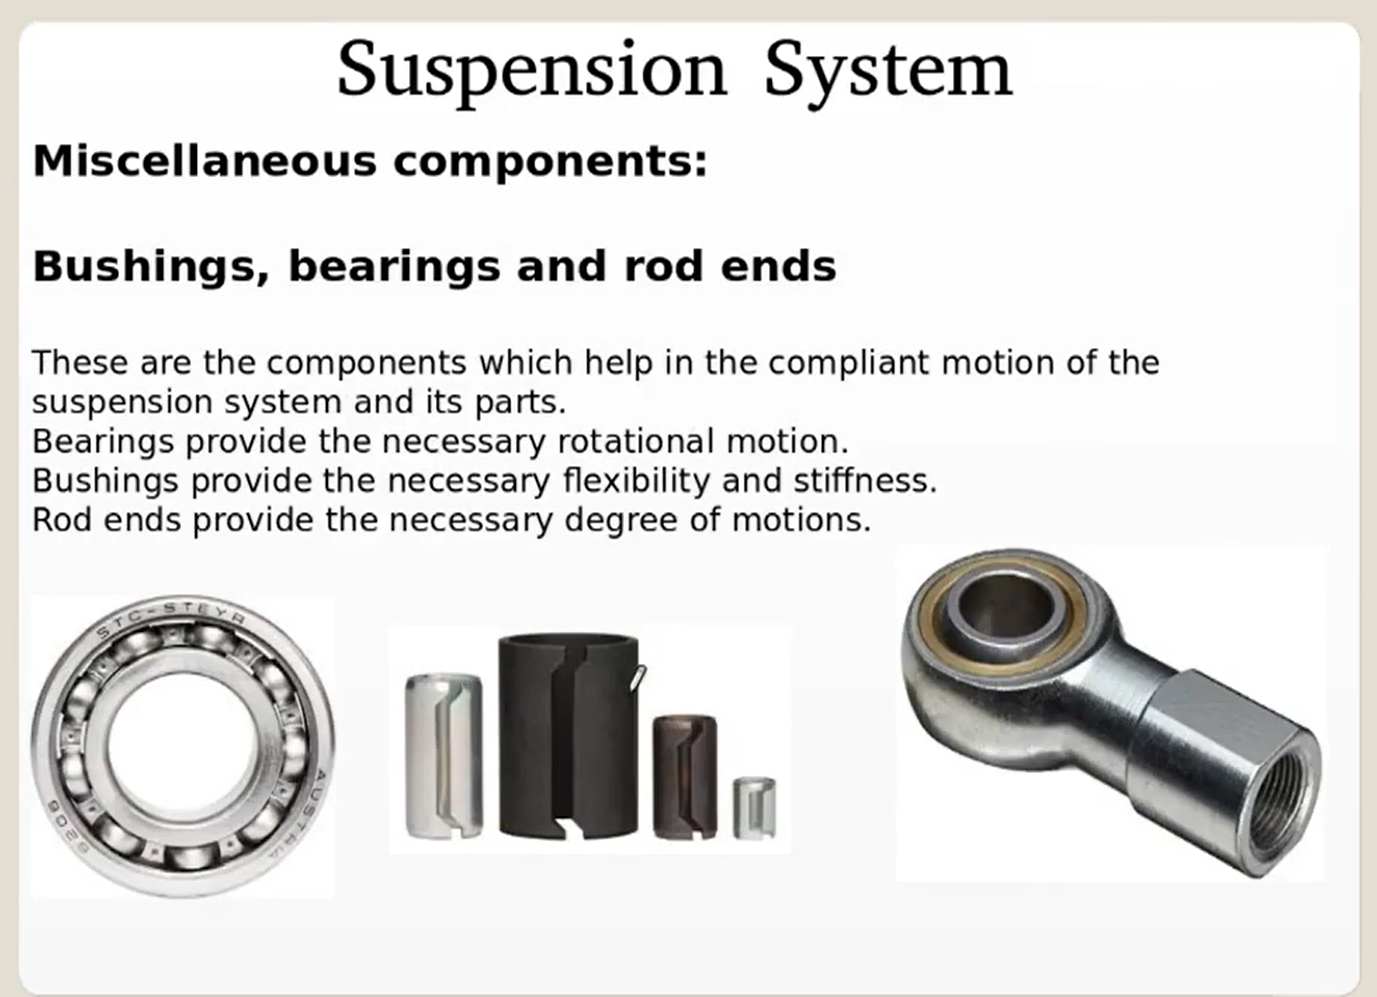 Suspension System
Miscellaneous components:
Bushings, bearings and rod ends
These are the components which help in the compliant motion of the
suspension system and its parts.
Bearings provide the necessary rotational motion.
Bushings provide the necessary flexibility and stiffness.
Rod ends provide the necessary degree of motions.
STC-STEYR
6206
AUSTRIA